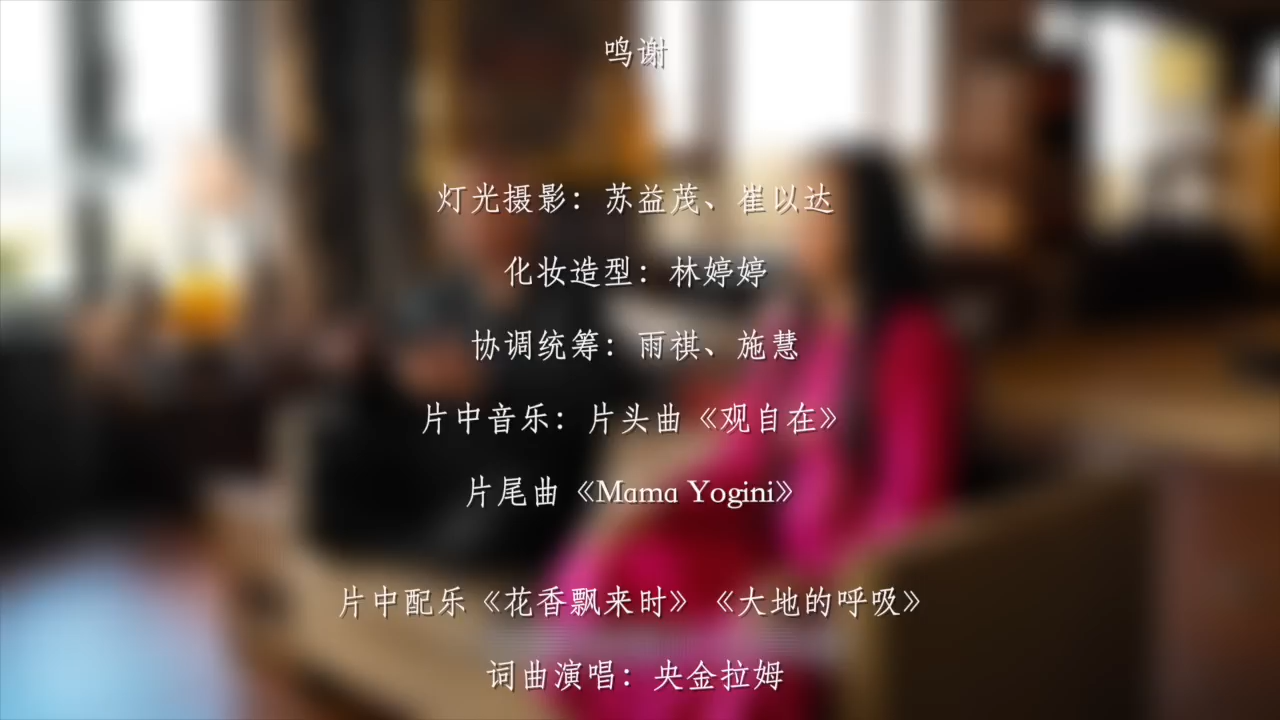 鸣谢
灯光摄影：苏益茂、崔以达
化妆造型：林婷婷
协调统筹：雨祺、施慧
片中音乐：片头曲《观自在》
片尾曲《Mama Yogini》
片中配乐《花香飘来时》《大地的呼吸》
词曲演唱：央金拉姆